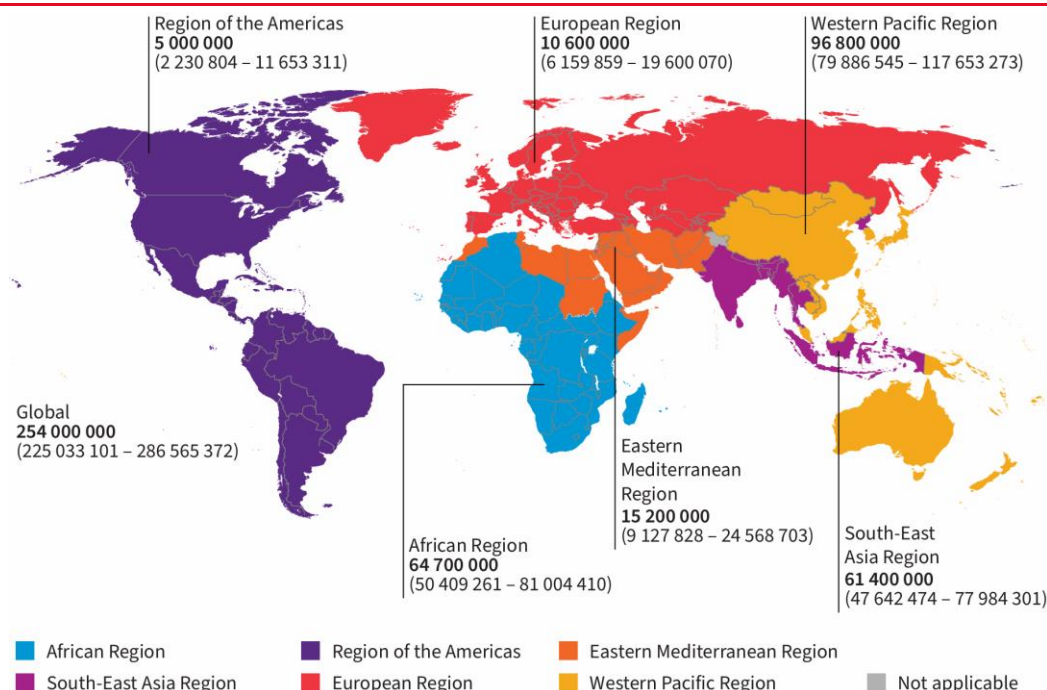 Region of the Americas
5 000 000
(2 230 804 – 11 653 311)
European Region
10 600 000
(6 159 859 – 19 600 070)
Western Pacific Region
96 800 000
(79 886 545 – 117 653 273)
Global
254 000 000
(225 033 101 – 286 565 372)
African Region
64 700 000
(50 409 261 – 81 004 410)
Eastern
Mediterranean
Region
15 200 000
(9 127 828 – 24 568 703)
South-East
Asia Region
61 400 000
(47 642 474 – 77 984 301)
African Region
Region of the Americas
Eastern Mediterranean Region
South-East Asia Region
European Region
Western Pacific Region
Not applicable